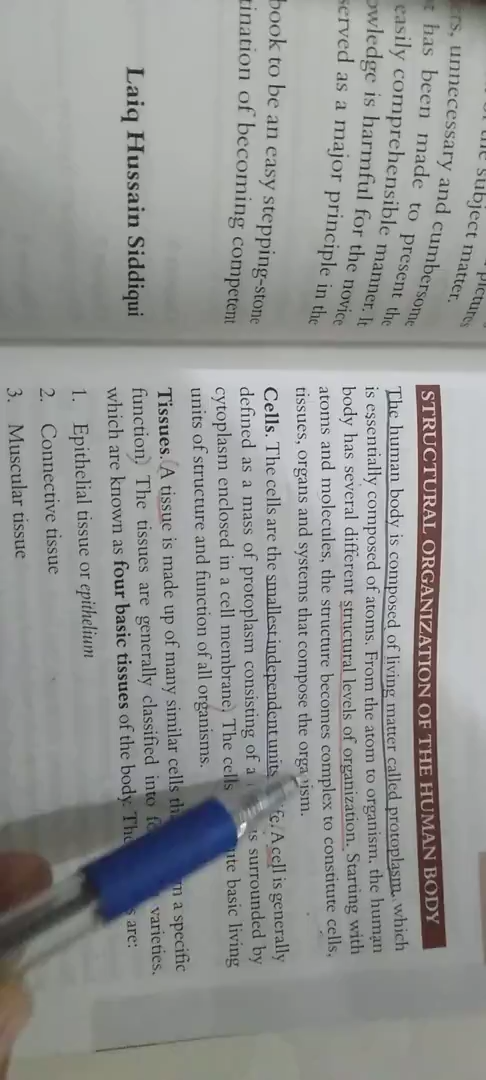 the subject matter.
unnecessary and cumbersome
has been made to present the
easily comprehensible manner. It
knowledge is harmful for the novice
served as a major principle in the
book to be an easy stepping-stone
of becoming competent
Laiq Hussain Siddiqui
STRUCTURAL ORGANIZATION OF THE HUMAN BODY
The human body is composed of living matter called protoplasm, which
is essentially composed of atoms. From the atom to organism, the human
body has several different structural levels of organization. Starting with
atoms and molecules, the structure becomes complex to constitute cells,
tissues, organs and systems that compose the organism.
Cells. The cells are the smallest independent units A cell is generally
defined as a mass of protoplasm consisting of a is surrounded by
cytoplasm enclosed in a cell membrane) The cells basic living
units of structure and function of all organisms.
Tissues. (A tissue is made up of many similar cells a specific
function) The tissues are generally classified into varieties,
which are known as four basic tissues of the body. are:
1. Epithelial tissue or epithelium
2. Connective tissue
3. Muscular tissue